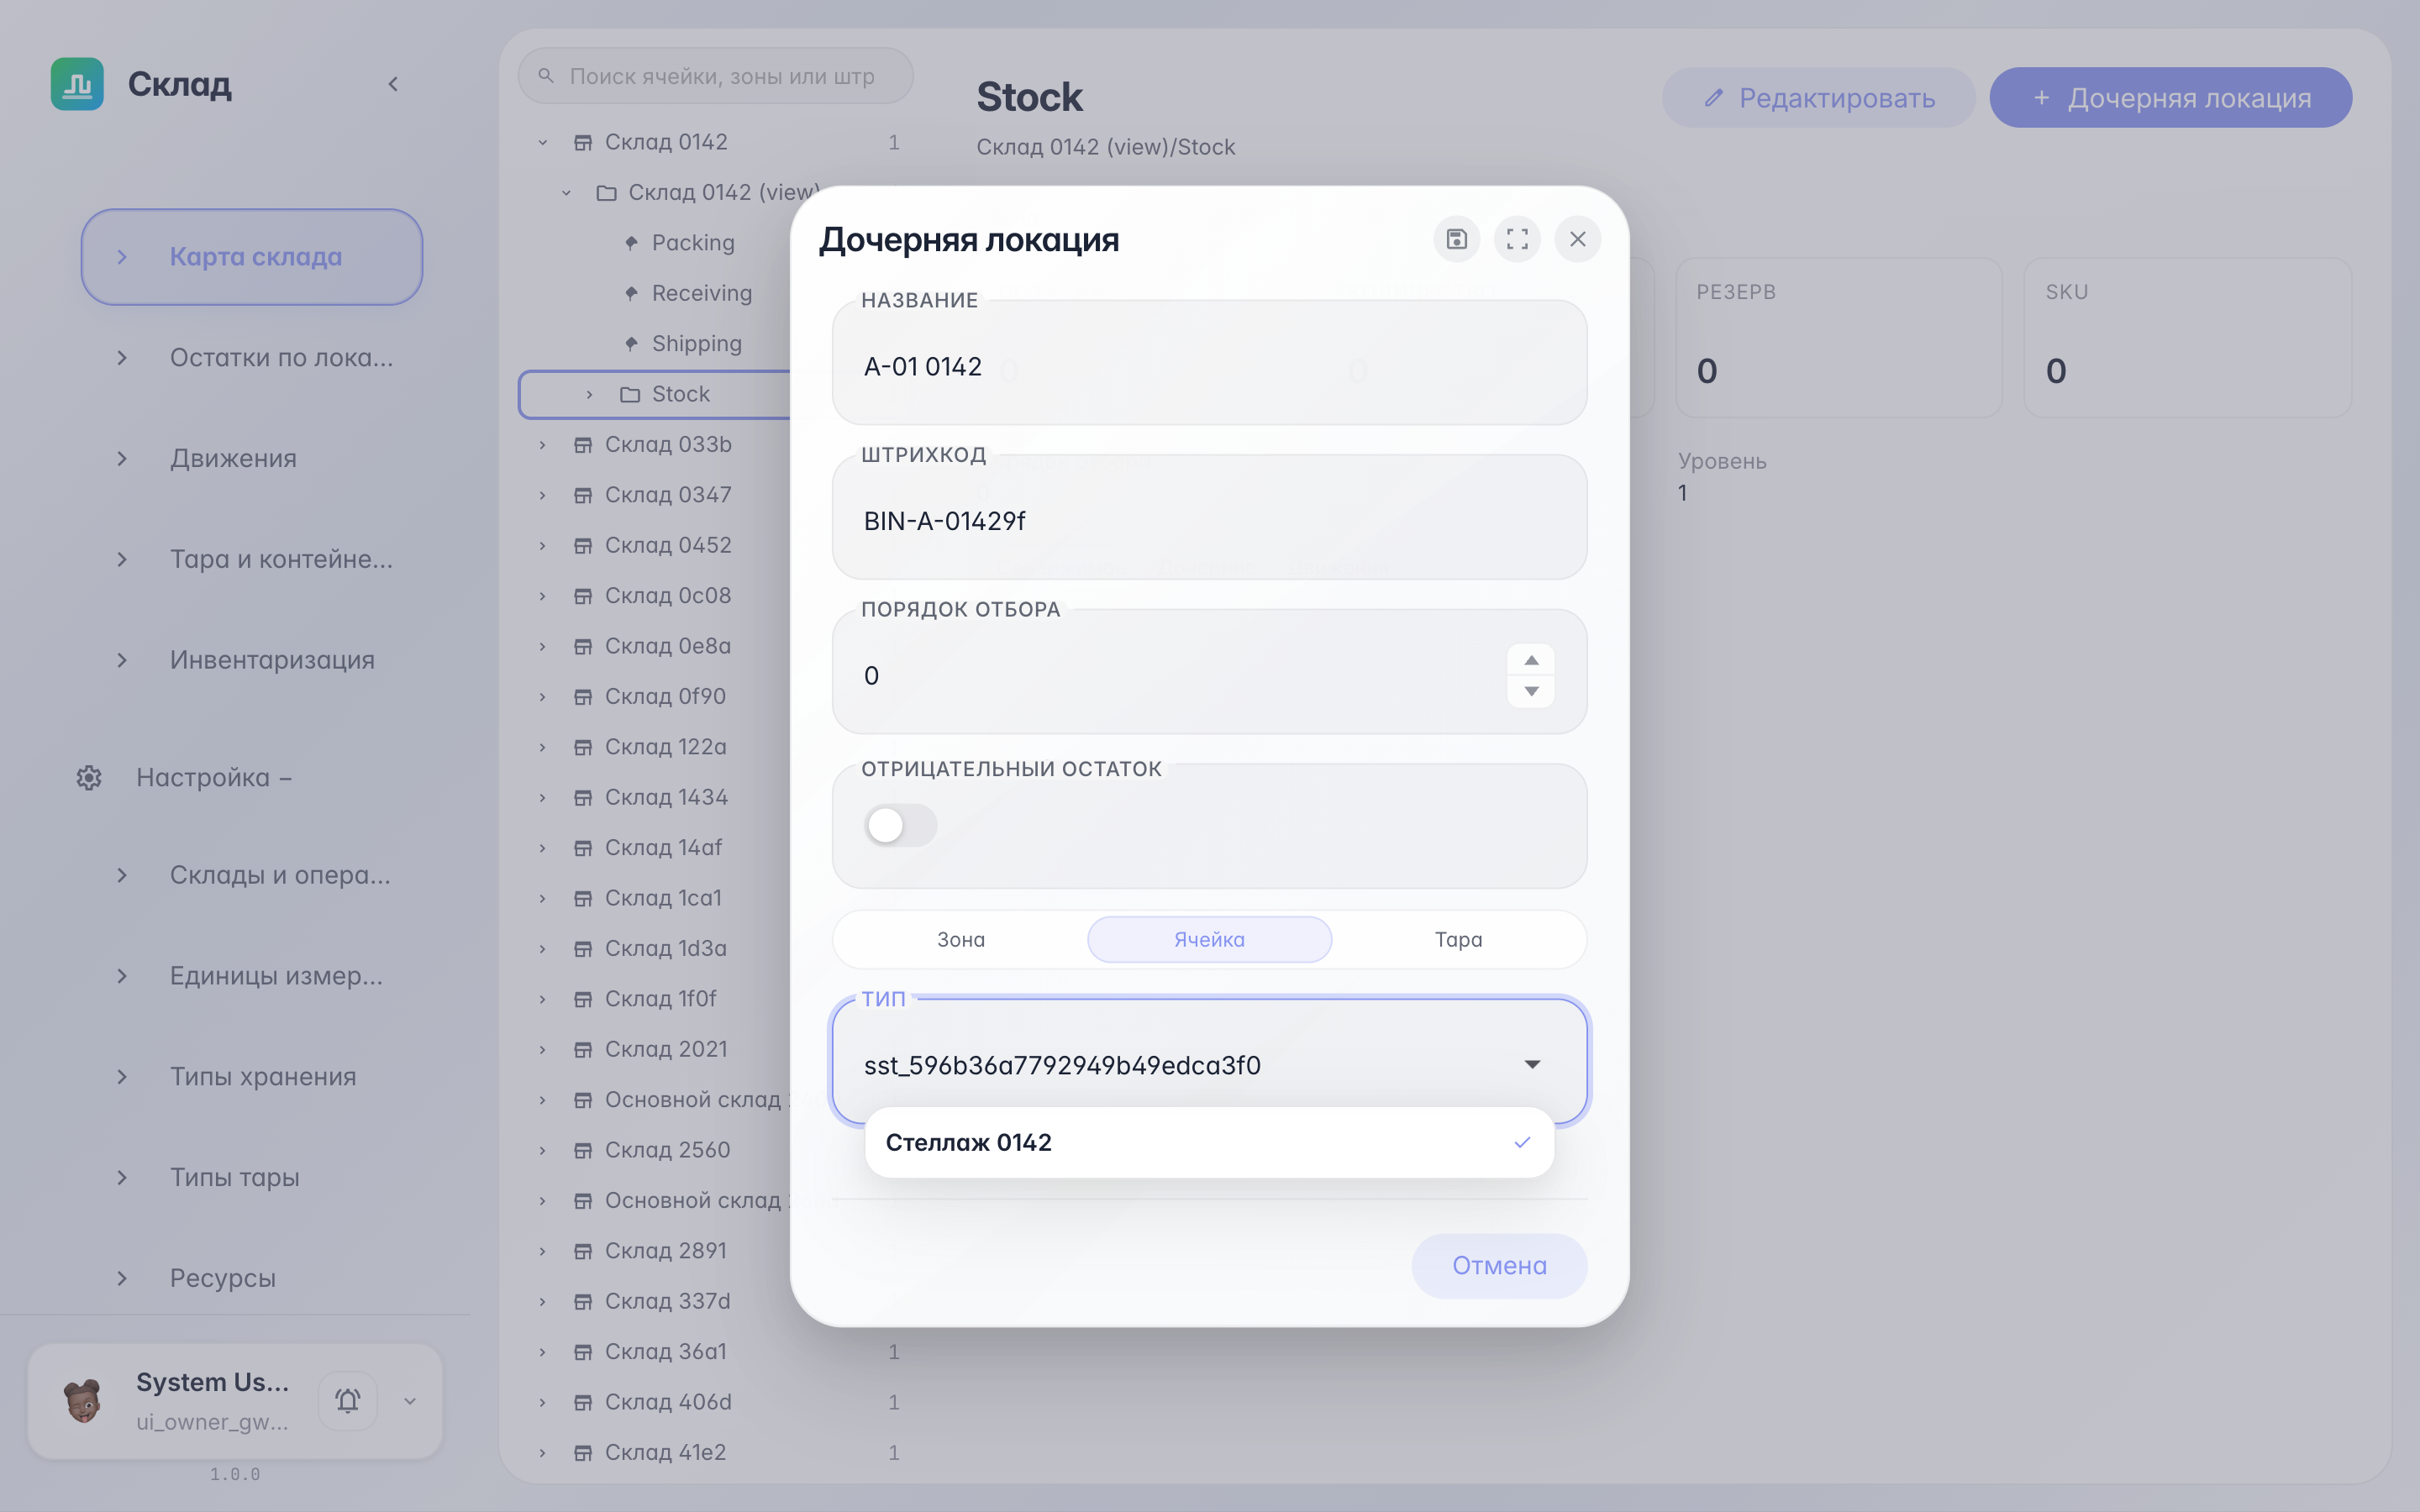 Склад
Карта склада
Остатки по лока...
Движения
Тара и контейне...
Инвентаризация
Настройка –
Склады и опера...
Единицы измер...
Типы хранения
Типы тары
Ресурсы
System Us...
ui_owner_gw...
1.0.0
Поиск ячейки, зоны или штр
Склад 0142 1
Склад 0142 (view)
Packing
Receiving
Shipping
Stock
Склад 033b
Склад 0347
Склад 0452
Склад 0c08
Склад 0e8a
Склад 0f90
Склад 122a
Склад 1434
Склад 14af
Склад 1ca1
Склад 1d3a
Склад 1f0f
Склад 2021
Основной склад
Склад 2560
Основной склад
Склад 2891
Склад 337d
Склад 36a1 1
Склад 406d 1
Склад 41e2 1
Stock
Склад 0142 (view)/Stock
Редактировать
+ Дочерняя локация
РЕЗЕРВ
0
SKU
0
Уровень
1
Дочерняя локация
НАЗВАНИЕ
A-01 0142
ШТРИХКОД
BIN-A-01429f
ПОРЯДОК ОТБОРА
0
ОТРИЦАТЕЛЬНЫЙ ОСТАТОК
Зона Ячейка Тара
ТИП
sst_596b36a7792949b49edca3f0
Стеллаж 0142
Отмена